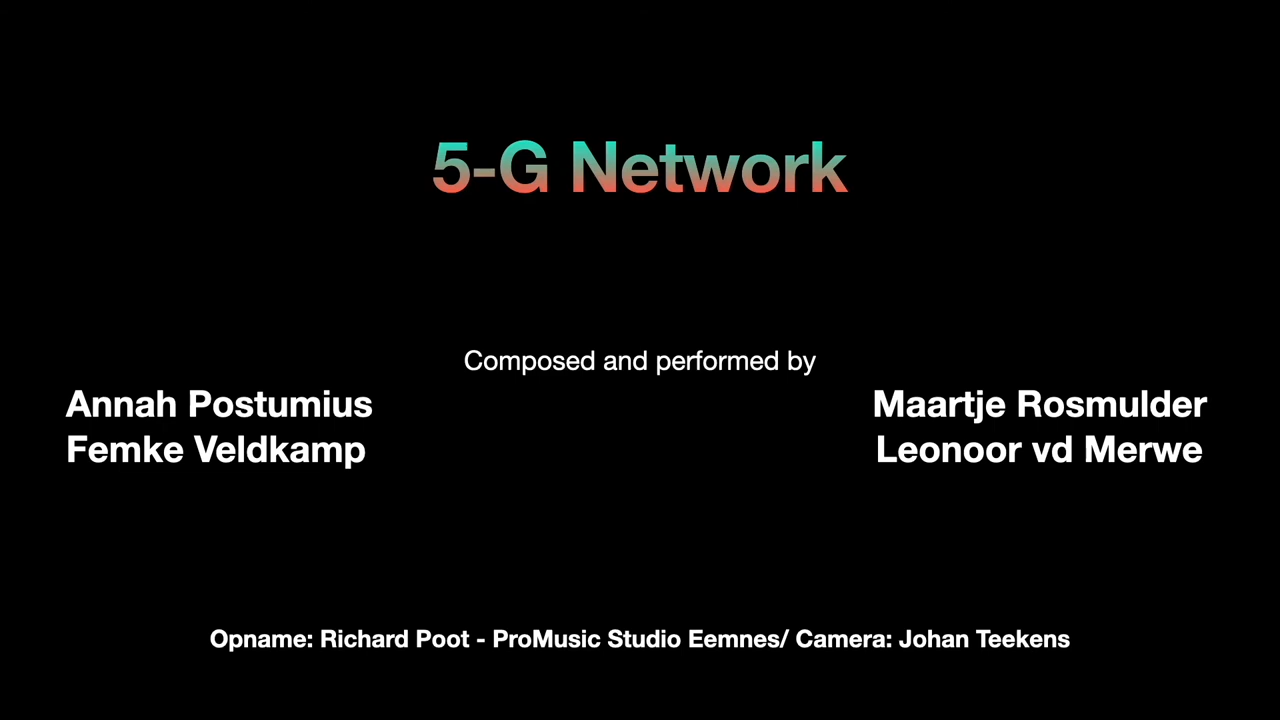 5-G Network
Composed and performed by
Annah Postumius
Femke Veldkamp
Maartje Rosmulder
Leonoor vd Merwe
Opname: Richard Poot - ProMusic Studio Eemnes/ Camera: Johan Teekens